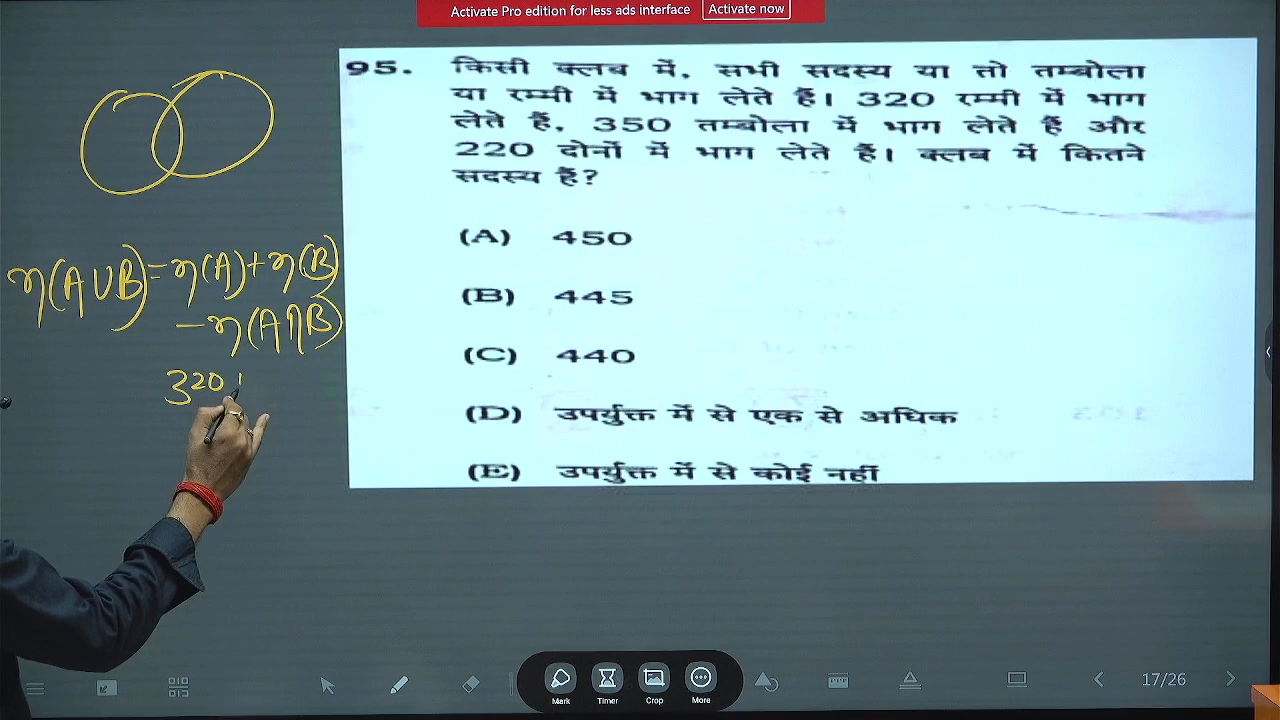 Activate Pro edition for less ads interface Activate now
95. किसी क्लब में, सभी सदस्य या तो तम्बोला
या रम्मी में भाग लेते हैं। 320 रम्मी में भाग
लेते हैं, 350 तम्बोला में भाग लेते हैं और
220 दोनों में भाग लेते हैं। क्लब में कितने
सदस्य हैं?
(A) 450
(B) 445
(C) 440
(D) उपर्युक्त में से एक से अधिक
(E) उपर्युक्त में से कोई नहीं
η(A∪B)=η(A)+η(B)
−η(A∩B)
320
Mark Timer Crop More
17/26